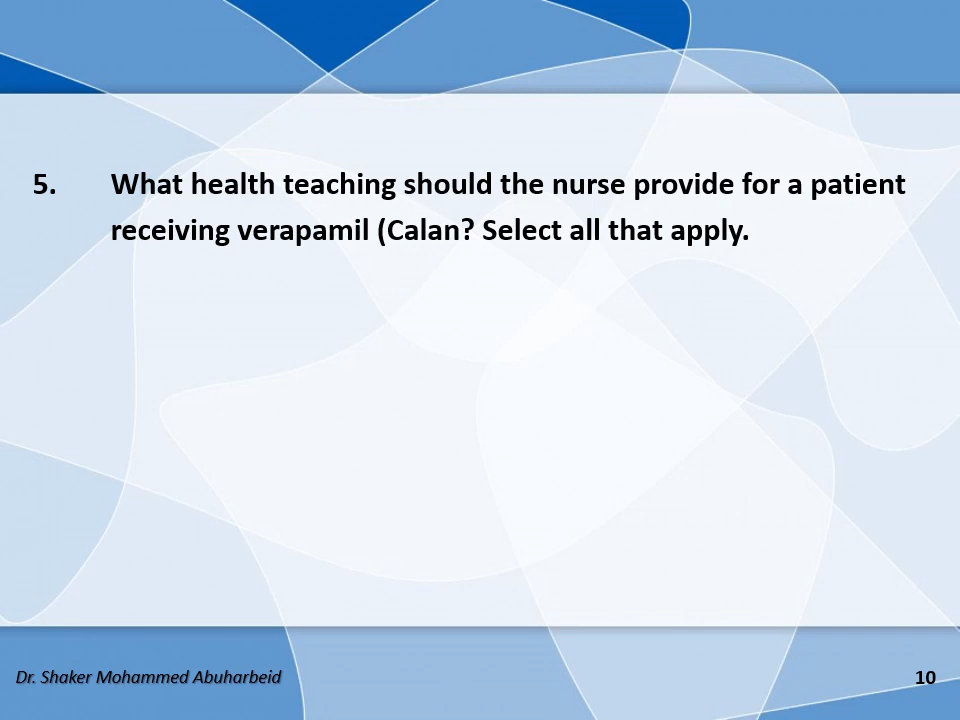 5. What health teaching should the nurse provide for a patient
receiving verapamil (Calan? Select all that apply.
Dr. Shaker Mohammed Abuharbeid
10